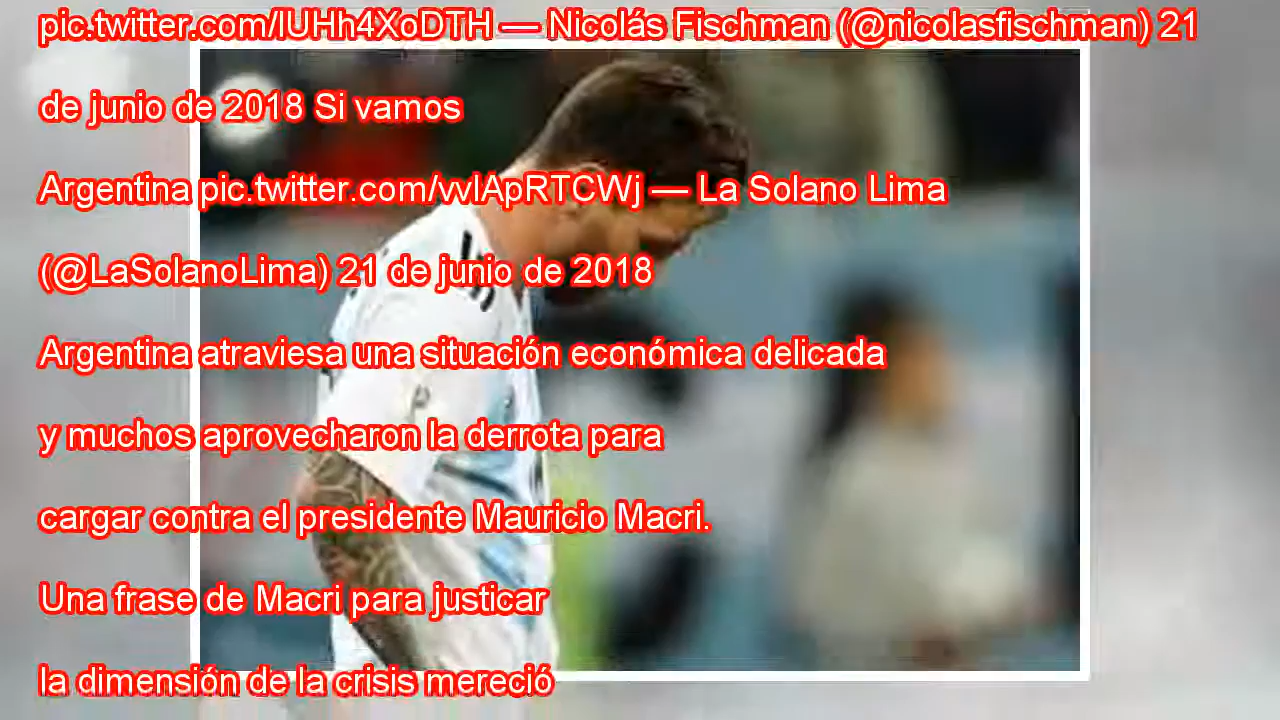 pic.twitter.com/lUHh4XoDTH — Nicolás Fischman (@nicolasfischman) 21
de junio de 2018 Si vamos
Argentina pic.twitter.com/vvlApRTCWj — La Solano Lima
(@LaSolanoLima) 21 de junio de 2018
Argentina atraviesa una situación económica delicada
y muchos aprovecharon la derrota para
cargar contra el presidente Mauricio Macri.
Una frase de Macri para justicar
la dimensión de la crisis mereció